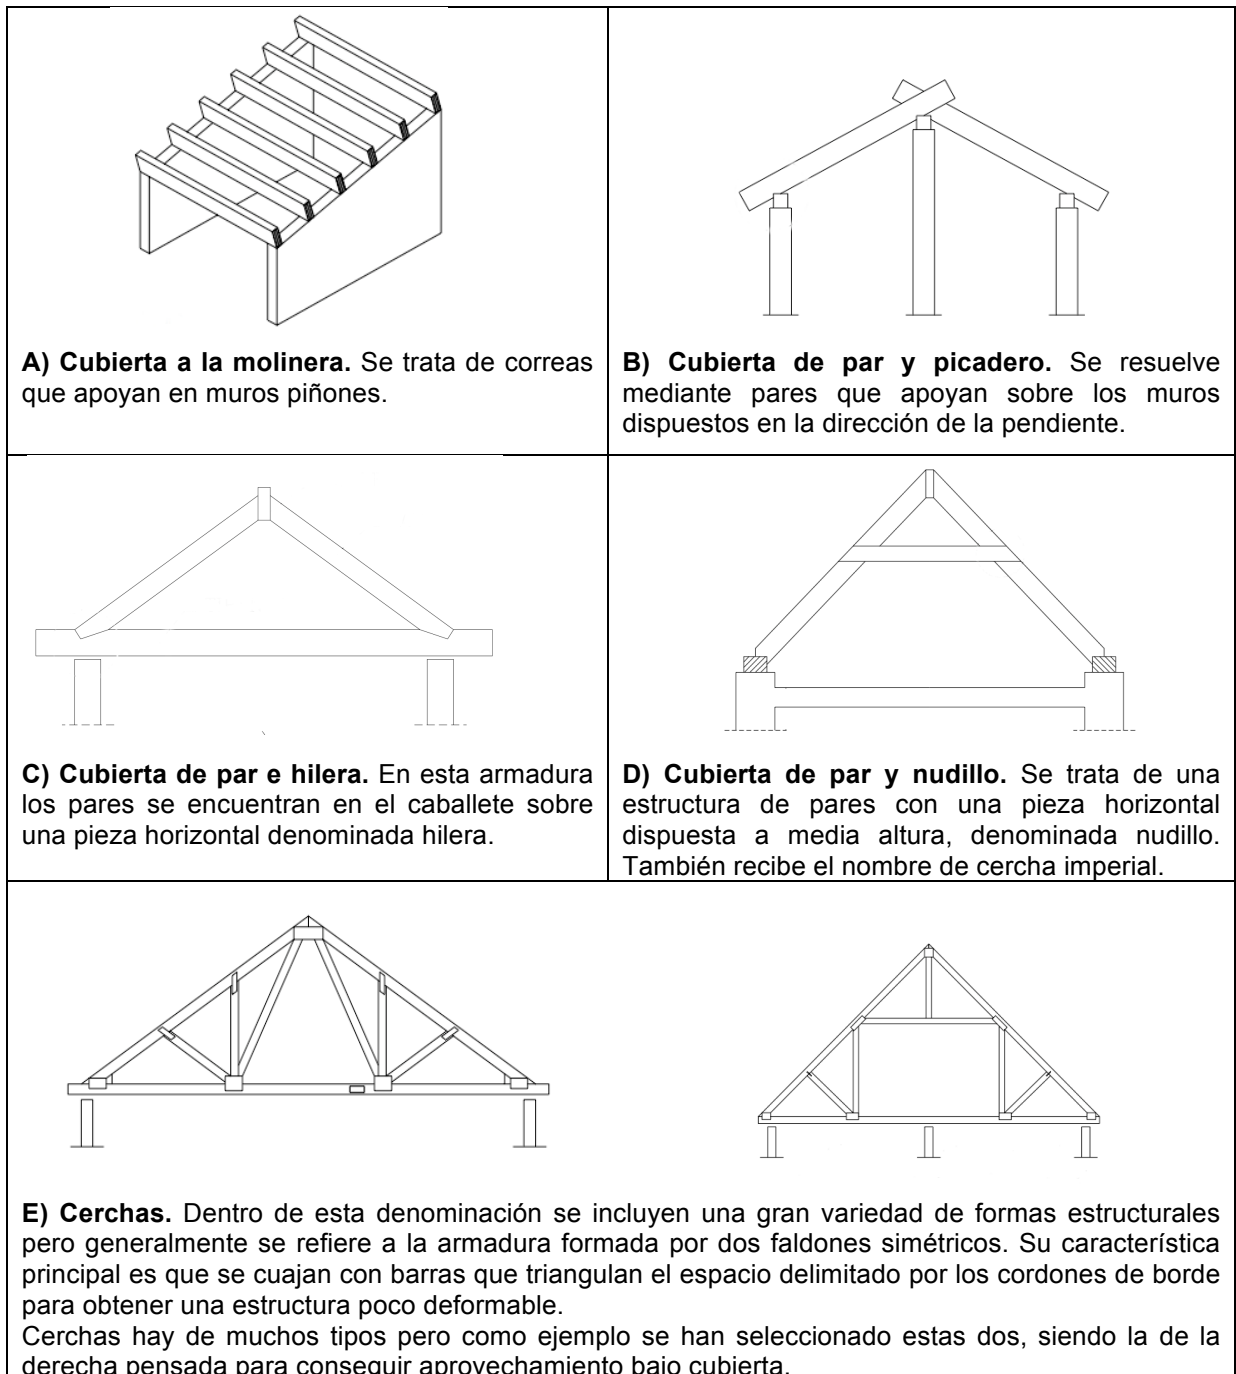 A) Cubierta a la molinera. Se trata de correas
que apoyan en muros piñones.
B) Cubierta de par y picadero. Se resuelve
mediante pares que apoyan sobre los muros
dispuestos en la dirección de la pendiente.
C) Cubierta de par e hilera. En esta armadura
los pares se encuentran en el caballete sobre
una pieza horizontal denominada hilera.
D) Cubierta de par y nudillo. Se trata de una
estructura de pares con una pieza horizontal
dispuesta a media altura, denominada nudillo.
También recibe el nombre de cercha imperial.
E) Cerchas. Dentro de esta denominación se incluyen una gran variedad de formas estructurales
pero generalmente se refiere a la armadura formada por dos faldones simétricos. Su característica
principal es que se cuajan con barras que triangulan el espacio delimitado por los cordones de borde
para obtener una estructura poco deformable.
Cerchas hay de muchos tipos pero como ejemplo se han seleccionado estas dos, siendo la de la
derecha pensada para conseguir aprovechamiento bajo cubierta.